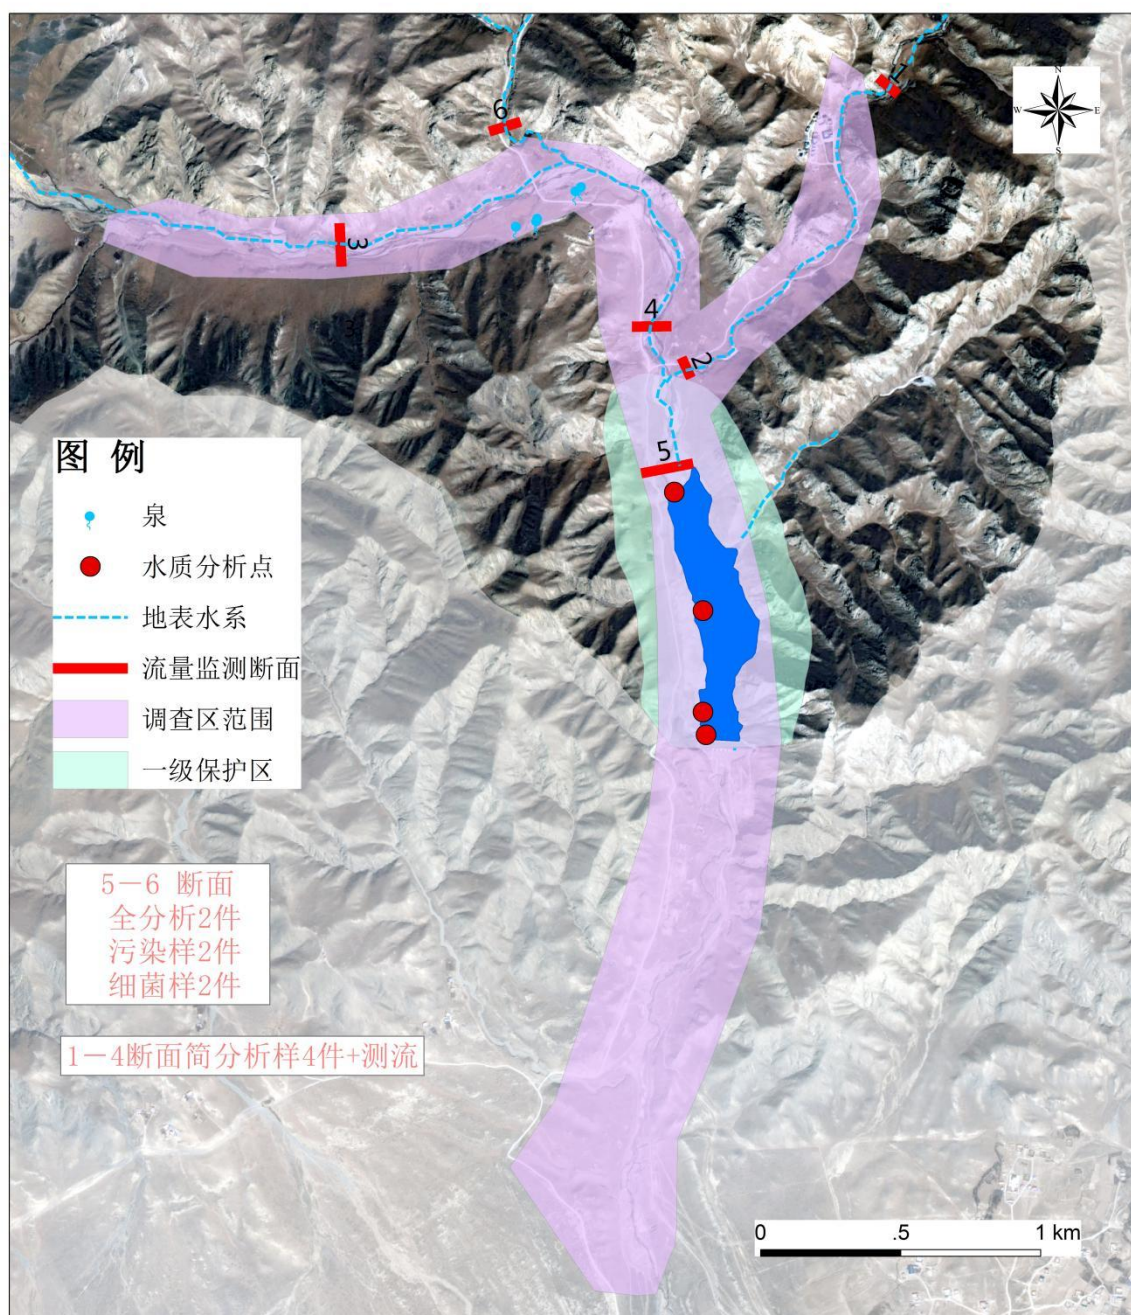 1
6
N
W E
S
3
4
2
5
图 例
泉
水质分析点
地表水系
流量监测断面
调查区范围
一级保护区
5—6 断面
全分析2件
污染样2件
细菌样2件
1—4断面简分析样4件+测流
0 .5 1 km